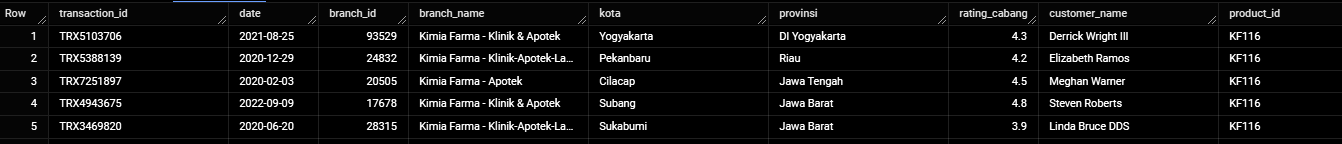 Row transaction_id date branch_id branch_name kota provinsi rating_cabang customer_name product_id
1 TRX5103706 2021-08-25 93529 Kimia Farma - Klinik & Apotek Yogyakarta DI Yogyakarta 4.3 Derrick Wright III KF116
2 TRX5388139 2020-12-29 24832 Kimia Farma - Klinik-Apotek-La... Pekanbaru Riau 4.2 Elizabeth Ramos KF116
3 TRX7251897 2020-02-03 20505 Kimia Farma - Apotek Cilacap Jawa Tengah 4.5 Meghan Warner KF116
4 TRX4943675 2022-09-09 17678 Kimia Farma - Klinik & Apotek Subang Jawa Barat 4.8 Steven Roberts KF116
5 TRX3469820 2020-06-20 28315 Kimia Farma - Klinik-Apotek-La... Sukabumi Jawa Barat 3.9 Linda Bruce DDS KF116